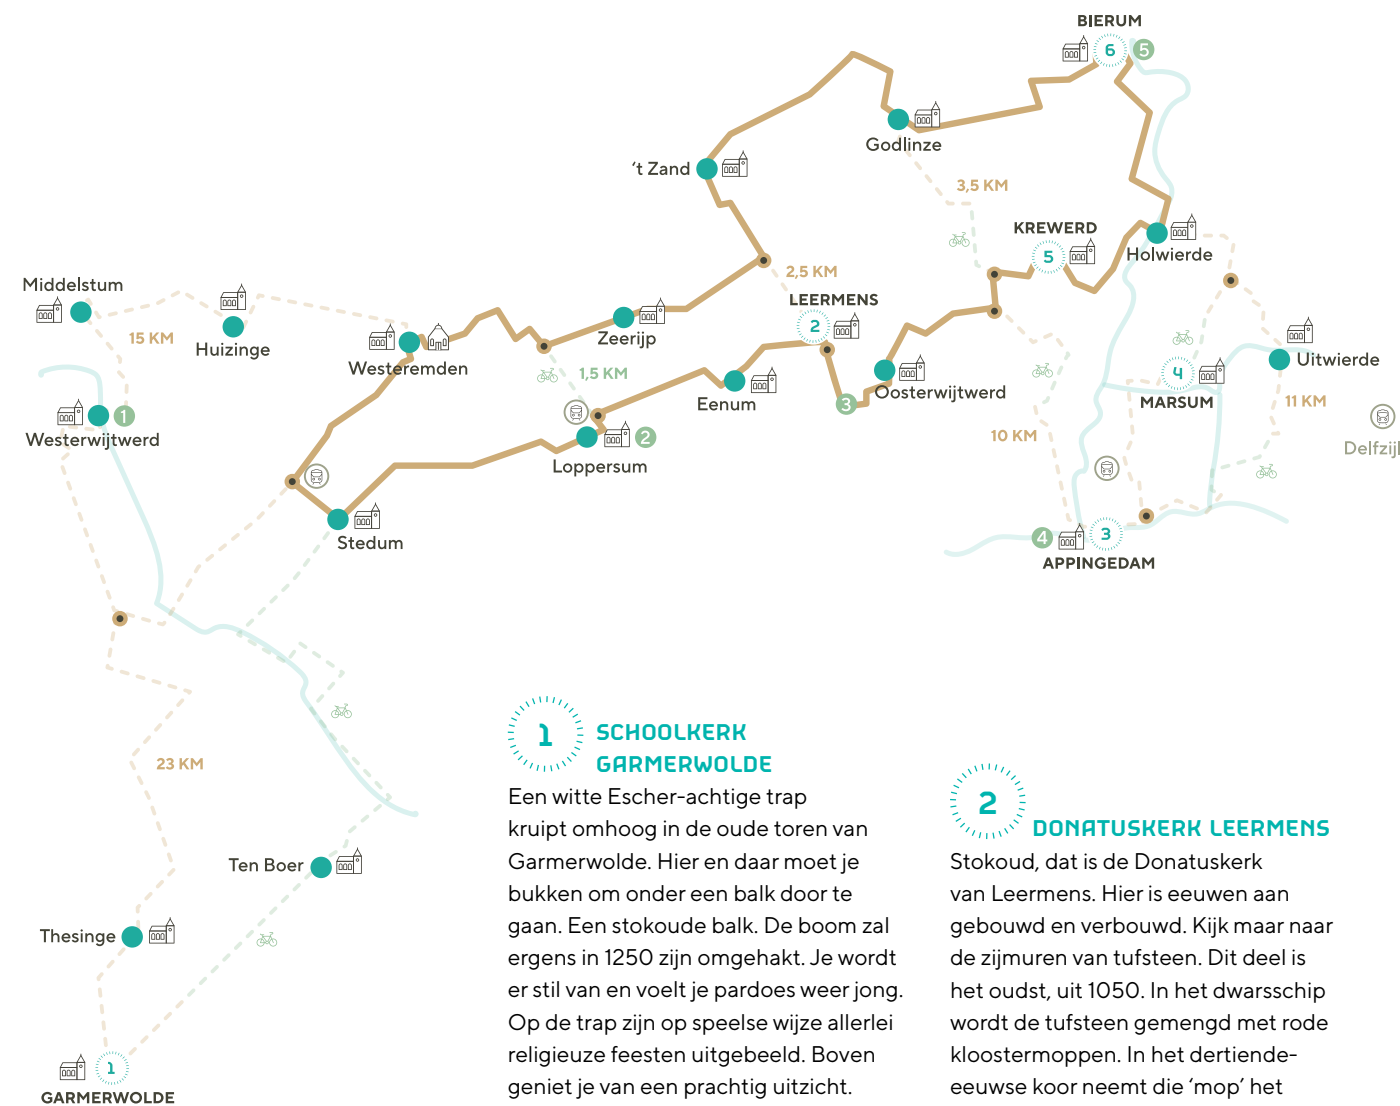 BIERUM
6
5
Godlinze
't Zand
3,5 KM
KREWERD
5
Holwierde
2,5 KM
LEERMENS
2
Middelstum
15 KM
Huizinge
Westeremden
Zeerijp
1,5 KM
Eenum
Oosterwijtwerd
3
4
MARSUM
Uitwierde
11 KM
Delfzijl
10 KM
Westerwijtwerd
1
Loppersum
2
Stedum
4
3
APPINGEDAM
23 KM
Ten Boer
Thesinge
1
GARMERWOLDE
1
SCHOOLKERK
GARMERWOLDE
Een witte Escher-achtige trap
kruipt omhoog in de oude toren van
Garmerwolde. Hier en daar moet je
bukken om onder een balk door te
gaan. Een stokoude balk. De boom zal
ergens in 1250 zijn omgehakt. Je wordt
er stil van en voelt je pardoes weer jong.
Op de trap zijn op speelse wijze allerlei
religieuze feesten uitgebeeld. Boven
geniet je van een prachtig uitzicht.
2
DONATUSKERK LEERMENS
Stokoud, dat is de Donatuskerk
van Leermens. Hier is eeuwen aan
gebouwd en verbouwd. Kijk maar naar
de zijmuren van tufsteen. Dit deel is
het oudst, uit 1050. In het dwarsschip
wordt de tufsteen gemengd met rode
kloostermoppen. In het dertiende-
eeuwse koor neemt die ‘mop’ het